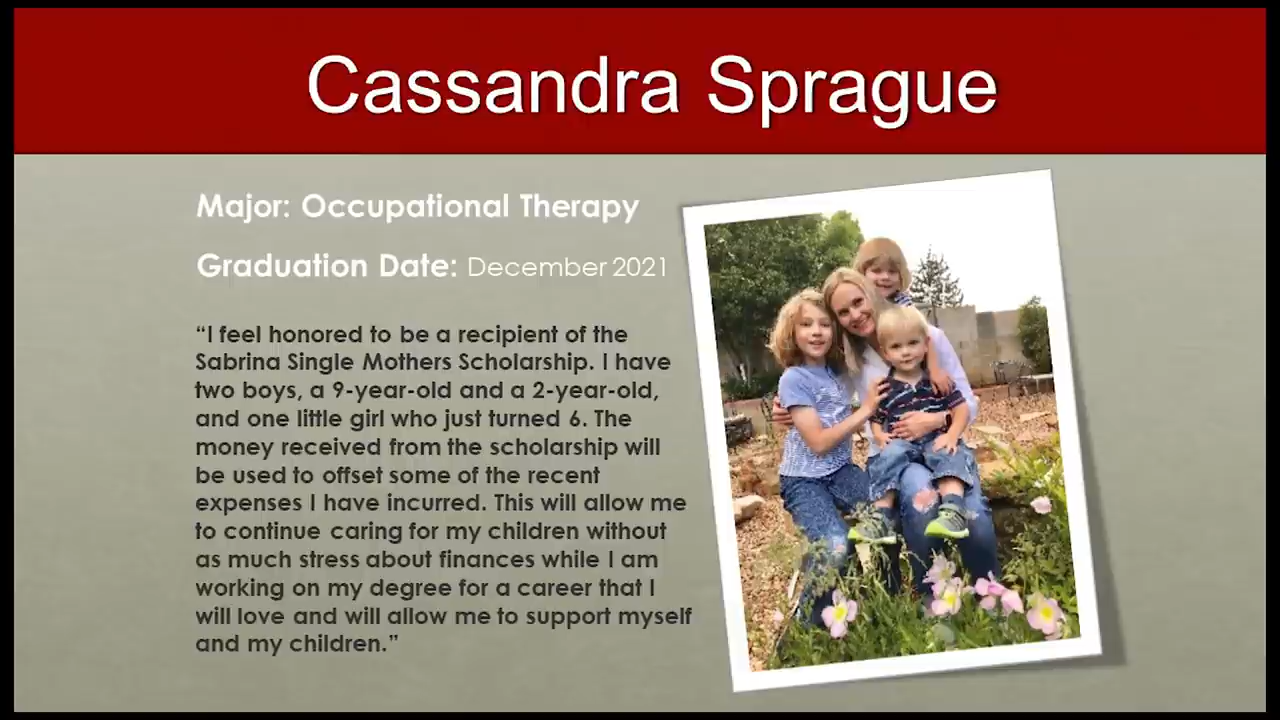 Cassandra Sprague
Major: Occupational Therapy
Graduation Date: December 2021
“I feel honored to be a recipient of the
Sabrina Single Mothers Scholarship. I have
two boys, a 9-year-old and a 2-year-old,
and one little girl who just turned 6. The
money received from the scholarship will
be used to offset some of the recent
expenses I have incurred. This will allow me
to continue caring for my children without
as much stress about finances while I am
working on my degree for a career that I
will love and will allow me to support myself
and my children.”